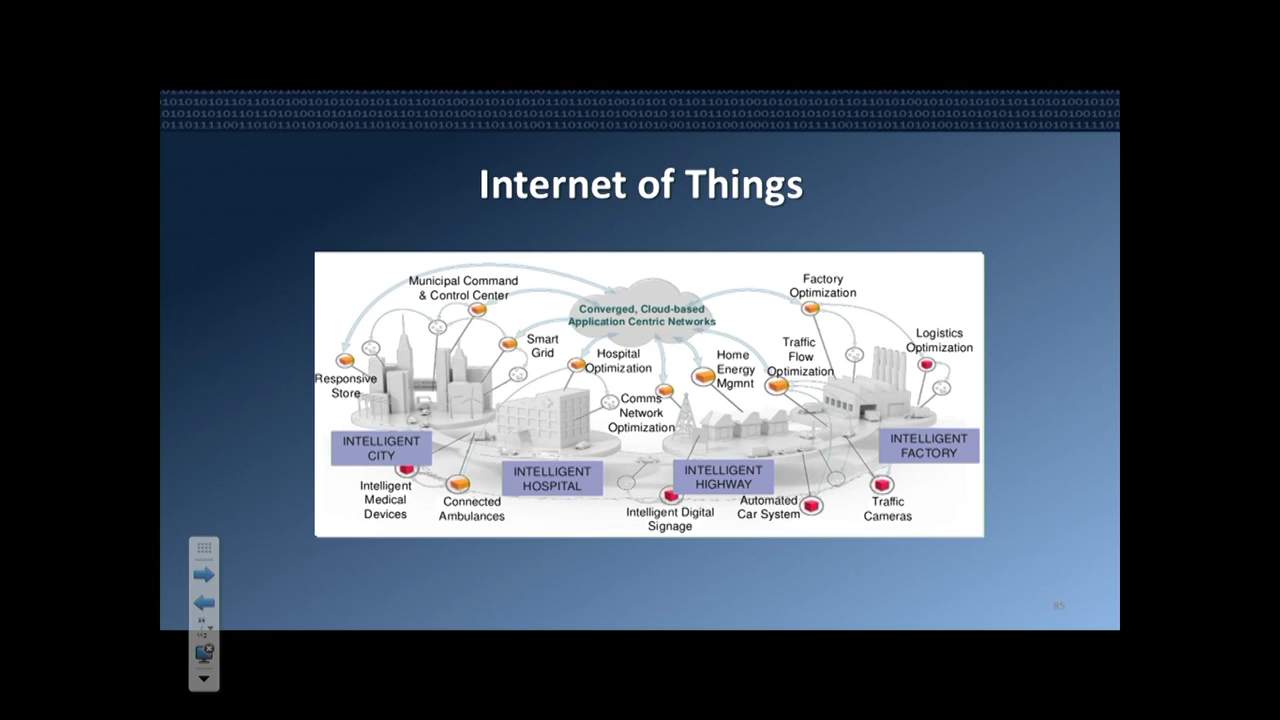 Internet of Things
Municipal Command
& Control Center
Converged, Cloud-based
Application Centric Networks
Factory
Optimization
Smart
Grid
Hospital
Optimization
Home
Energy
Mgmnt
Traffic
Flow
Optimization
Logistics
Optimization
Responsive
Store
Comms
Network
Optimization
INTELLIGENT
CITY
INTELLIGENT
HOSPITAL
INTELLIGENT
HIGHWAY
INTELLIGENT
FACTORY
Intelligent
Medical
Devices
Connected
Ambulances
Intelligent Digital
Signage
Automated
Car System
Traffic
Cameras
85